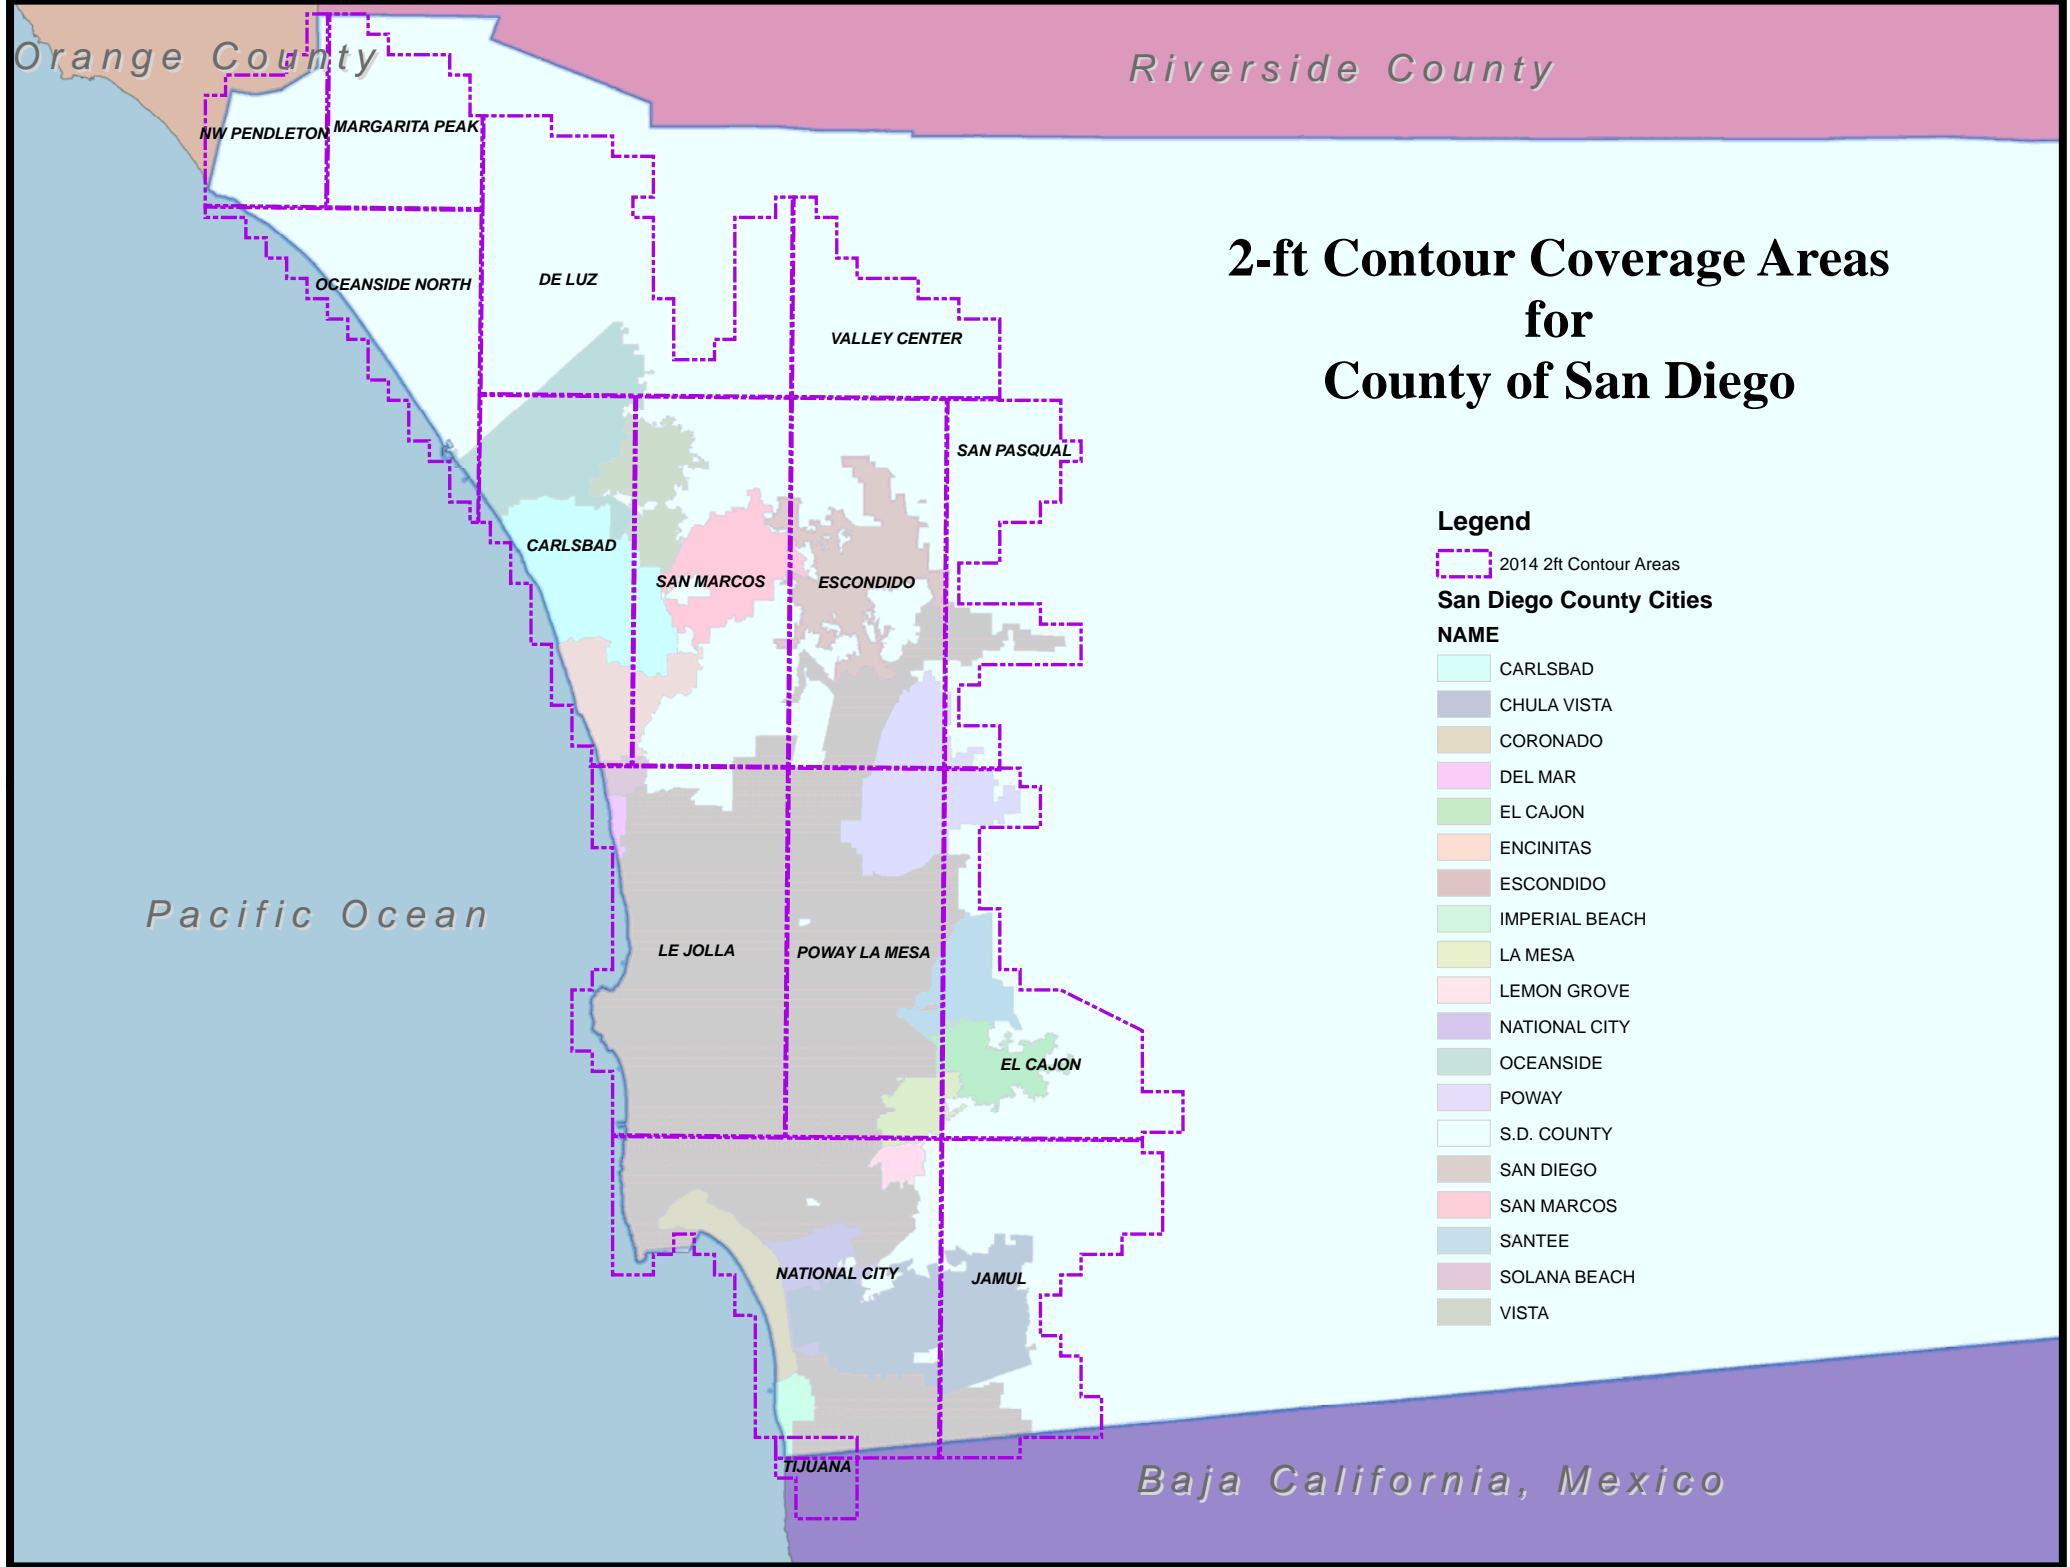 Orange County
Riverside County
NW PENDLETON
MARGARITA PEAK
2-ft Contour Coverage Areas
for
County of San Diego
OCEANSIDE NORTH
DE LUZ
VALLEY CENTER
SAN PASQUAL
CARLSBAD
SAN MARCOS
ESCONDIDO
Pacific Ocean
LE JOLLA
POWAY LA MESA
EL CAJON
NATIONAL CITY
JAMUL
TIJUANA
Baja California, Mexico
Legend
2014 2ft Contour Areas
San Diego County Cities
NAME
CARLSBAD
CHULA VISTA
CORONADO
DEL MAR
EL CAJON
ENCINITAS
ESCONDIDO
IMPERIAL BEACH
LA MESA
LEMON GROVE
NATIONAL CITY
OCEANSIDE
POWAY
S.D. COUNTY
SAN DIEGO
SAN MARCOS
SANTEE
SOLANA BEACH
VISTA